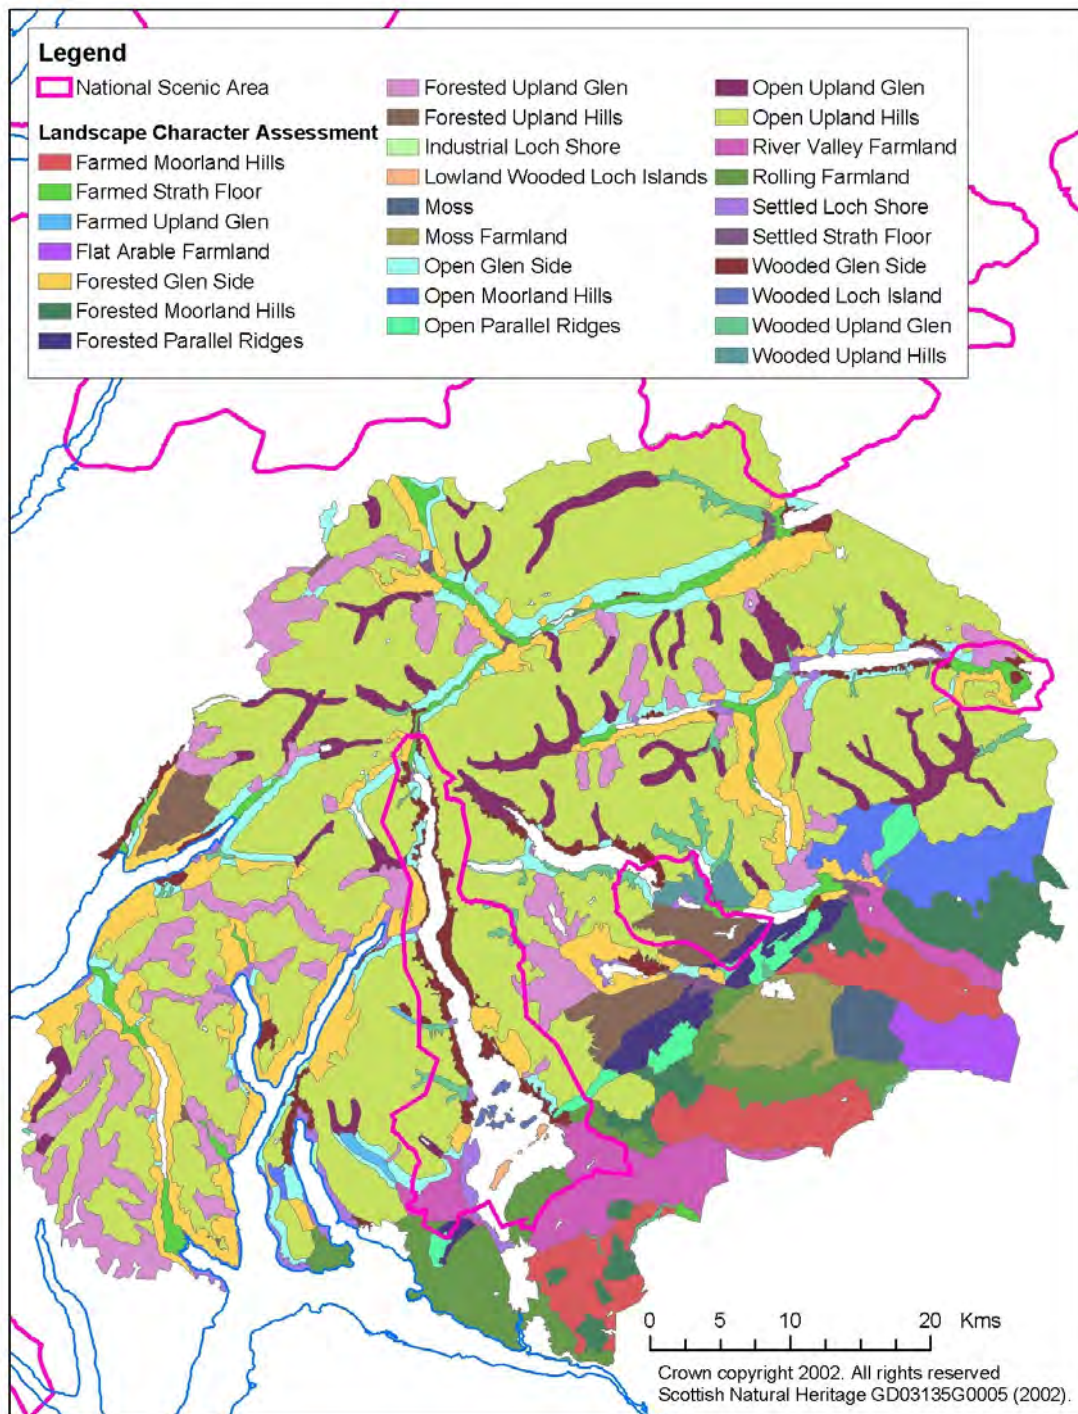 Legend
National Scenic Area
Landscape Character Assessment
Farmed Moorland Hills
Farmed Strath Floor
Farmed Upland Glen
Flat Arable Farmland
Forested Glen Side
Forested Moorland Hills
Forested Parallel Ridges
Forested Upland Glen
Forested Upland Hills
Industrial Loch Shore
Lowland Wooded Loch Islands
Moss
Moss Farmland
Open Glen Side
Open Moorland Hills
Open Parallel Ridges
Open Upland Glen
Open Upland Hills
River Valley Farmland
Rolling Farmland
Settled Loch Shore
Settled Strath Floor
Wooded Glen Side
Wooded Loch Island
Wooded Upland Glen
Wooded Upland Hills
0 5 10 20 Kms
Crown copyright 2002. All rights reserved
Scottish Natural Heritage GD03135G0005 (2002).